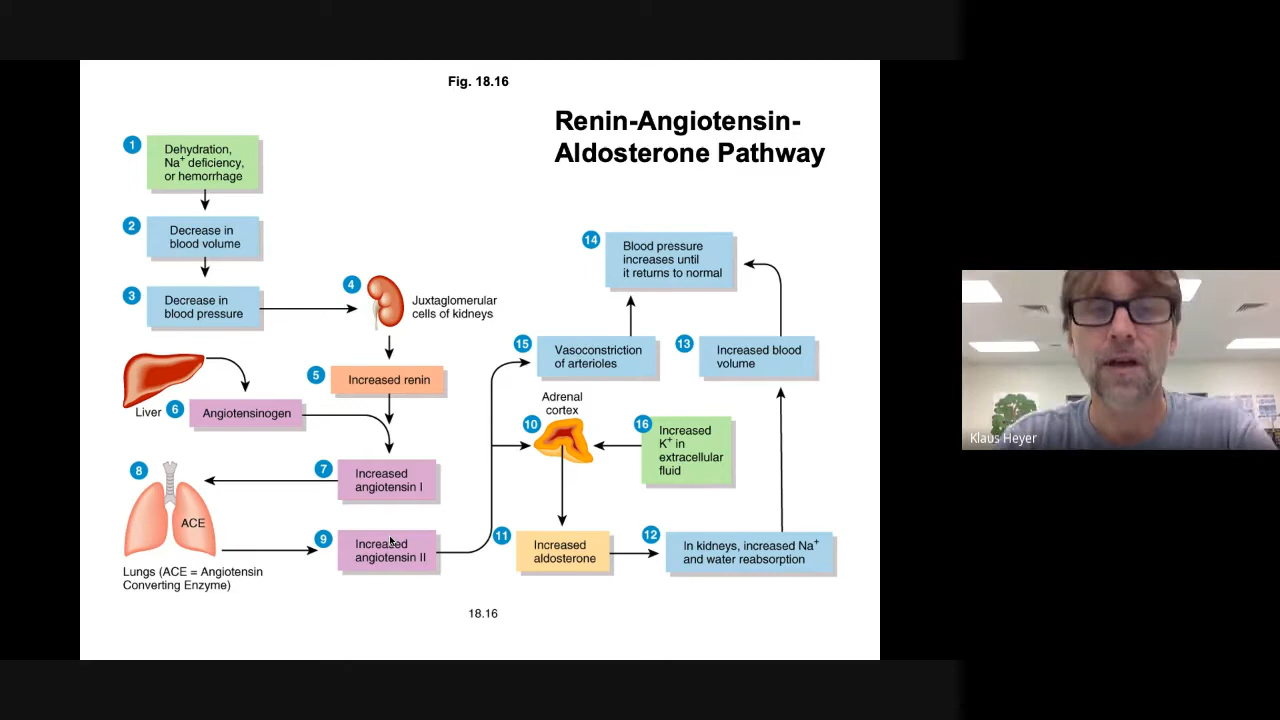 Fig. 18.16
Renin-Angiotensin-
Aldosterone Pathway
1
Dehydration,
Na+ deficiency,
or hemorrhage
2
Decrease in
blood volume
3
Decrease in
blood pressure
4
Juxtaglomerular
cells of kidneys
5
Increased renin
Liver
6
Angiotensinogen
7
Increased
angiotensin I
8
ACE
Lungs (ACE = Angiotensin
Converting Enzyme)
9
Increased
angiotensin II
10
Adrenal
cortex
11
Increased
aldosterone
12
In kidneys, increased Na+
and water reabsorption
13
Increased blood
volume
14
Blood pressure
increases until
it returns to normal
15
Vasoconstriction
of arterioles
16
Increased
K+ in
extracellular
fluid
18.16
Klaus Heyer